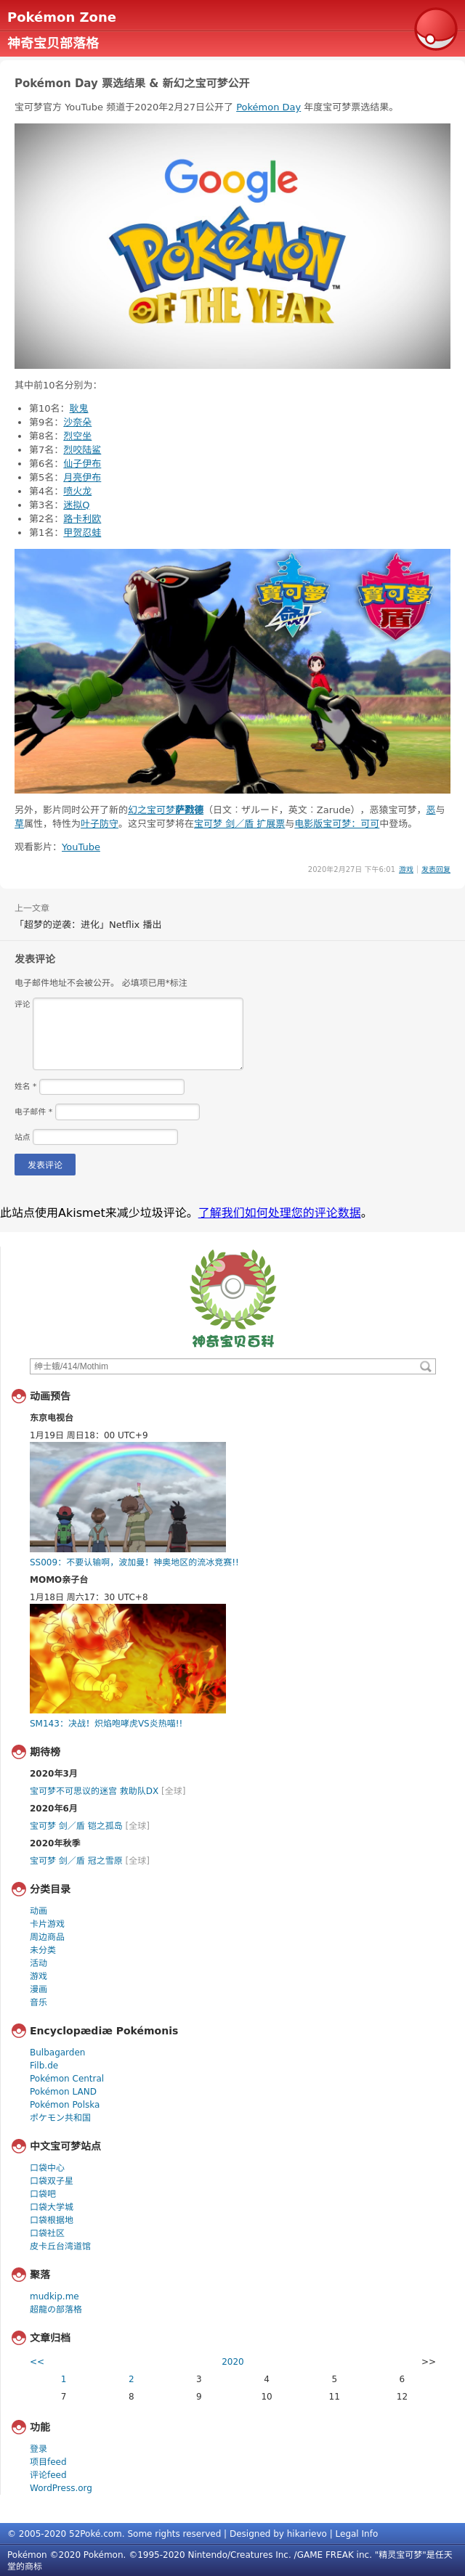 Pokémon Zone
神奇宝贝部落格
Pokémon Day 票选结果 & 新幻之宝可梦公开
宝可梦官方 YouTube 频道于2020年2月27日公开了 Pokémon Day 年度宝可梦票选结果。
Google
POKÉMON
OF THE YEAR
TM
其中前10名分别为：
第10名：耿鬼
第9名：沙奈朵
第8名：烈空坐
第7名：烈咬陆鲨
第6名：仙子伊布
第5名：月亮伊布
第4名：喷火龙
第3名：迷拟Q
第2名：路卡利欧
第1名：甲贺忍蛙
寶可夢 劍
寶可夢 盾
另外，影片同时公开了新的幻之宝可梦萨戮德（日文：ザルード，英文：Zarude），恶猿宝可梦，恶与
草属性，特性为叶子防守。这只宝可梦将在宝可梦 剑／盾 扩展票与电影版宝可梦：可可中登场。
观看影片：YouTube
2020年2月27日 下午6:01 游戏 | 发表回复
上一文章
「超梦的逆袭：进化」Netflix 播出
发表评论
电子邮件地址不会被公开。 必填项已用*标注
评论
姓名 *
电子邮件 *
站点
发表评论
此站点使用Akismet来减少垃圾评论。了解我们如何处理您的评论数据。
神奇宝贝百科
绅士蛾/414/Mothim
动画预告
东京电视台
1月19日 周日18：00 UTC+9
SS009：不要认输啊，波加曼！神奥地区的流冰竞赛!!
MOMO亲子台
1月18日 周六17：30 UTC+8
SM143：决战！炽焰咆哮虎VS炎热喵!!
期待榜
2020年3月
宝可梦不可思议的迷宫 救助队DX [全球]
2020年6月
宝可梦 剑／盾 铠之孤岛 [全球]
2020年秋季
宝可梦 剑／盾 冠之雪原 [全球]
分类目录
动画
卡片游戏
周边商品
未分类
活动
游戏
漫画
音乐
Encyclopædiæ Pokémonis
Bulbagarden
Filb.de
Pokémon Central
Pokémon LAND
Pokémon Polska
ポケモン共和国
中文宝可梦站点
口袋中心
口袋双子星
口袋吧
口袋大学城
口袋根据地
口袋社区
皮卡丘台湾道馆
聚落
mudkip.me
超龍の部落格
文章归档
<< 2020 >>
1 2 3 4 5 6
7 8 9 10 11 12
功能
登录
项目feed
评论feed
WordPress.org
© 2005-2020 52Poké.com. Some rights reserved | Designed by hikarievo | Legal Info
Pokémon ©2020 Pokémon. ©1995-2020 Nintendo/Creatures Inc. /GAME FREAK inc. "精灵宝可梦"是任天
堂的商标